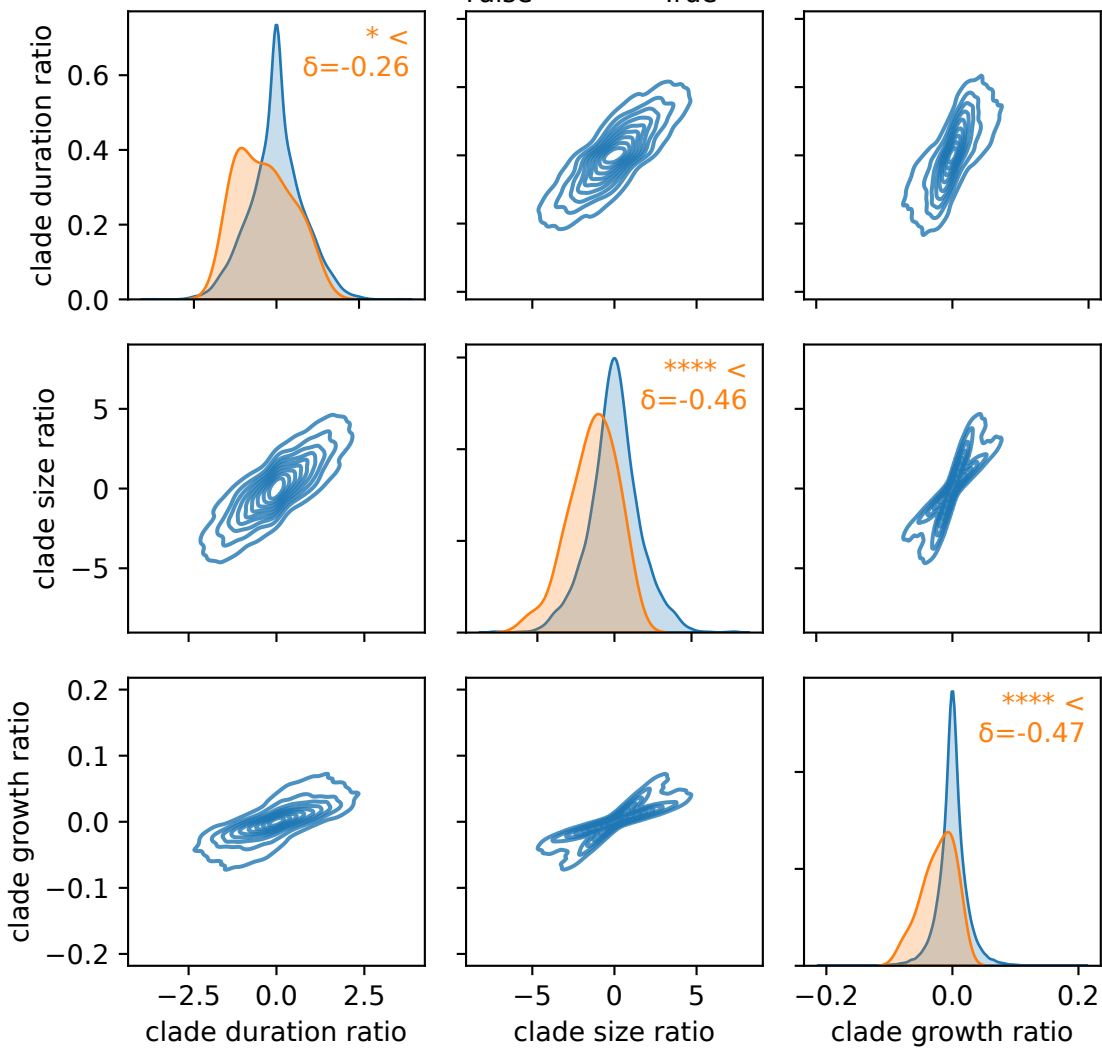 True
clade duration ratio
0.6
0.4
0.2
0.0
* <
δ=-0.26
clade size ratio
5
0
−5
**** <
δ=-0.46
clade growth ratio
0.2
0.1
0.0
−0.1
−0.2
**** <
δ=-0.47
−2.5 0.0 2.5
−5 0 5
−0.2 0.0 0.2
clade duration ratio
clade size ratio
clade growth ratio